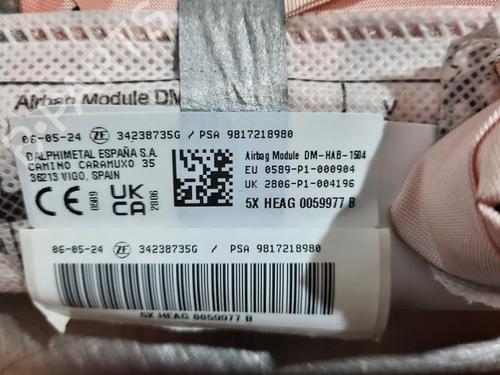 Airbag Module DM
06-05-24 ZF 34238735G / PSA 9817218980
DALPHIMETAL ESPAÑA S.A.
CAMINO CARAMUXO 35
36213 VIGO, SPAIN
Airbag Module DM-HAB-1504
EU 0589-P1-000904
UK 2806-P1-004196
CE 0589 UK CA 2806
5X HEAG 0059977 B
06-05-24 ZF 34238735G / PSA 9817218980
5X HEAG 0059977 B